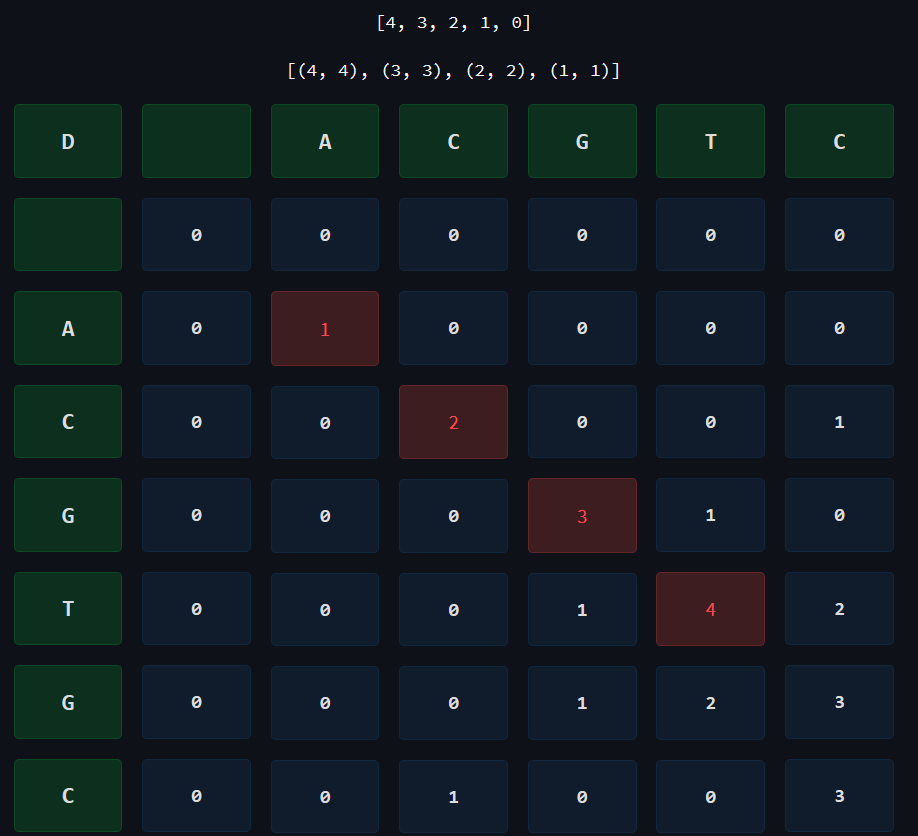 [4, 3, 2, 1, 0]
[(4, 4), (3, 3), (2, 2), (1, 1)]
D A C G T C
0 0 0 0 0 0
A 0 1 0 0 0 0
C 0 0 2 0 0 1
G 0 0 0 3 1 0
T 0 0 0 1 4 2
G 0 0 0 1 2 3
C 0 0 1 0 0 3